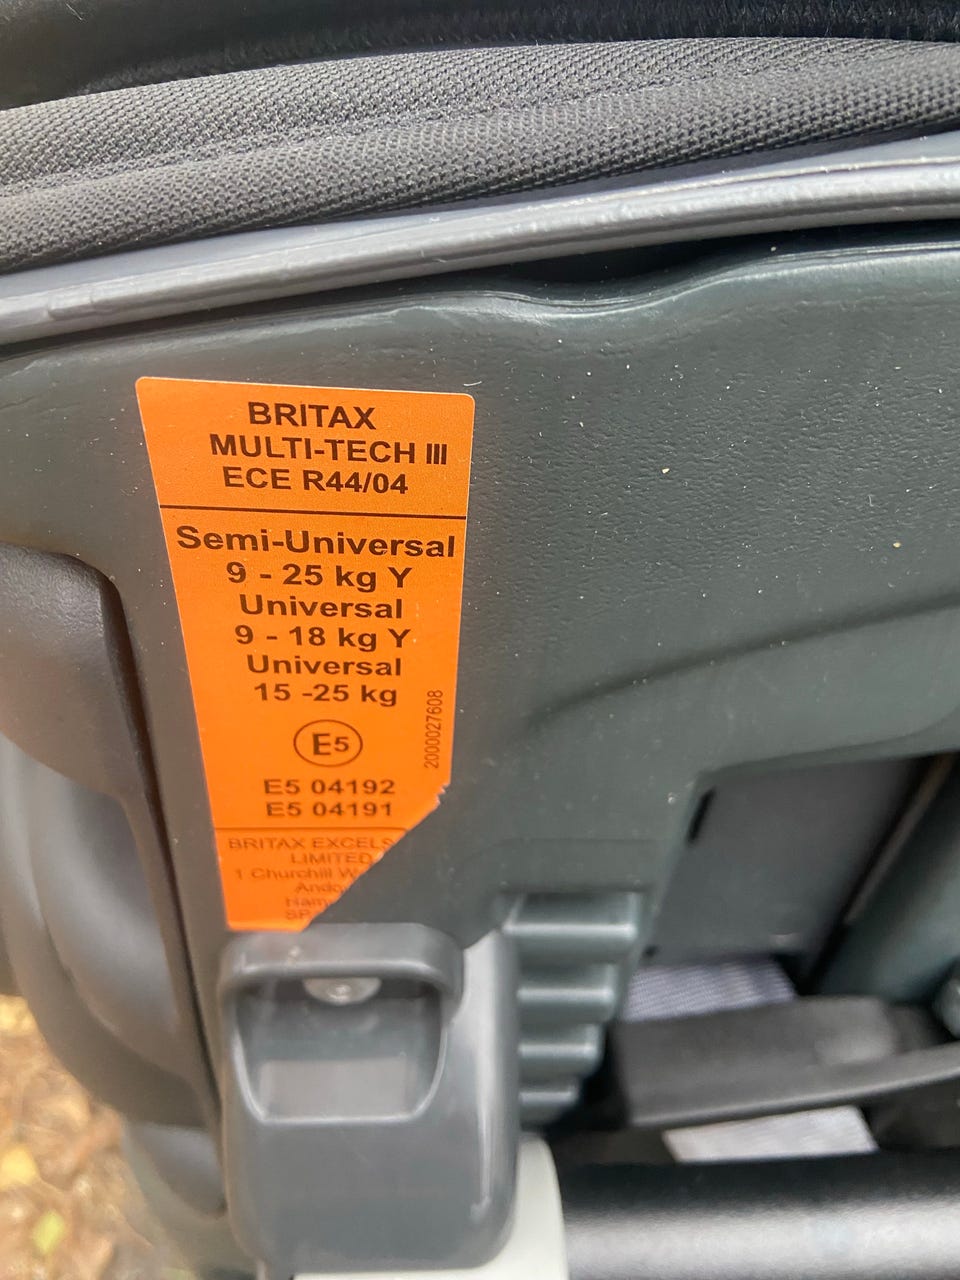 BRITAX
MULTI-TECH III
ECE R44/04
Semi-Universal
9 - 25 kg Y
Universal
9 - 18 kg Y
Universal
15 -25 kg
E5
2000027608
E5 04192
E5 04191
BRITAX EXCELS
LIMITED
1 Churchill